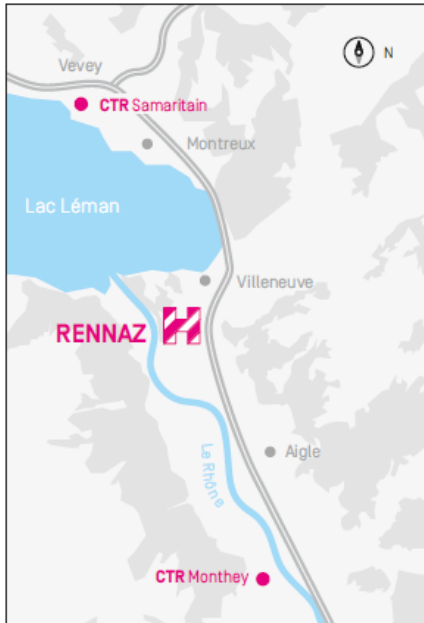 Vevey
N
CTR Samaritain
Montreux
Lac Léman
Villeneuve
RENNAZ H
Aigle
Le Rhône
CTR Monthey